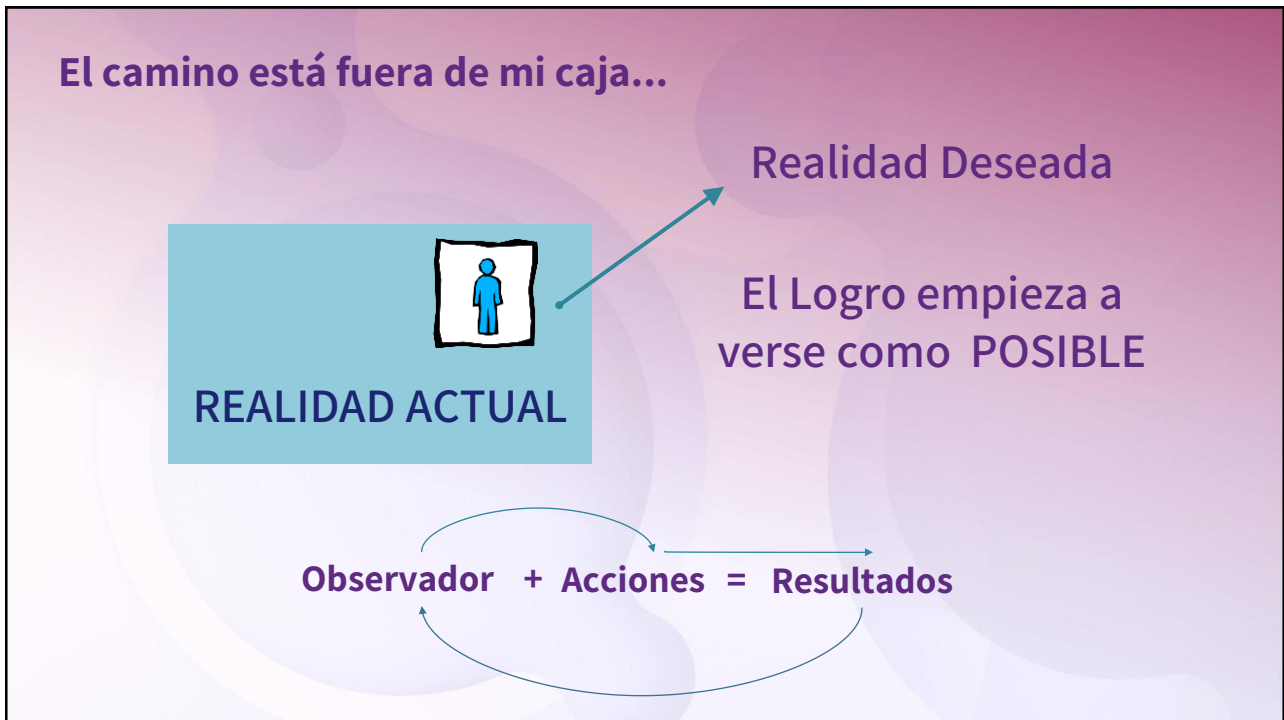 El camino está fuera de mi caja...
Realidad Deseada
El Logro empieza a
verse como POSIBLE
REALIDAD ACTUAL
Observador + Acciones = Resultados